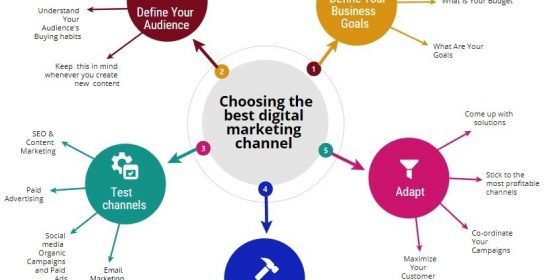 Understand
Your
Audience's
Buying habits
Define Your
Audience
Keep this in mind
whenever you create
new content
Define Your
Business
Goals
What is Your Budget
What Are Your
Goals
Choosing the
best digital
marketing
channel
1
2
3
4
5
SEO &
Content
Marketing
Paid
Advertising
Social
media
Organic
Campaigns
and Paid
Ads
Email
Marketing
Test
channels
Adapt
Come up with
solutions
Stick to the
the most profitable
channels
Co-ordinate
Your
Campaigns
Maximize
Your
Customer